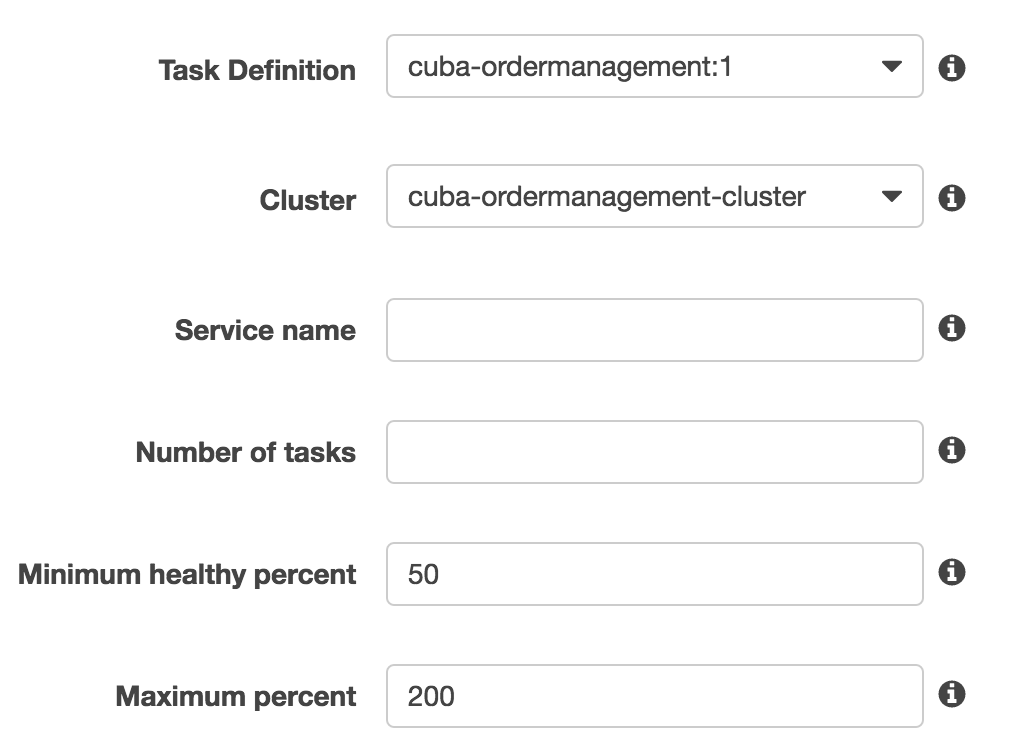 Task Definition cuba-ordermanagement:1
Cluster cuba-ordermanagement-cluster
Service name
Number of tasks
Minimum healthy percent 50
Maximum percent 200